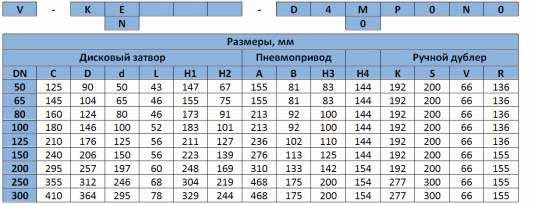 V - K E - D 4 M P 0 N 0
N 0
Размеры, мм
Дисковый затвор Пневмопривод Ручной дублер
DN C D d L H1 H2 A B H3 H4 K S V R
50 125 90 50 43 147 67 155 81 83 144 192 200 66 136
65 145 104 65 46 155 75 155 81 83 144 192 200 66 136
80 160 124 80 46 173 91 213 92 100 144 192 200 66 136
100 180 146 100 52 183 101 213 92 100 144 192 200 66 136
125 210 176 125 56 211 127 236 102 110 144 192 200 66 136
150 240 206 150 56 223 139 276 113 125 144 192 200 66 155
200 295 257 197 60 248 169 310 133 142 154 192 200 66 155
250 355 312 246 68 304 219 468 175 200 154 277 300 66 155
300 410 364 295 78 329 244 468 175 200 154 277 300 66 155